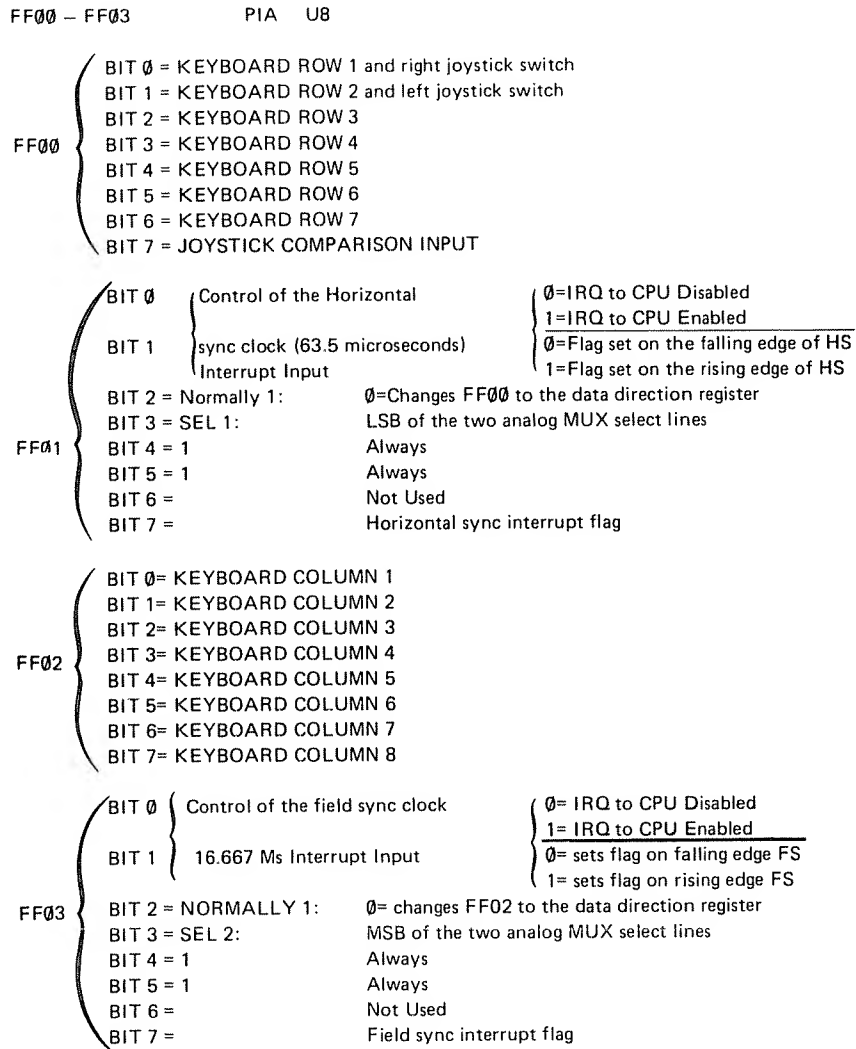 FF00 – FF03 PIA U8
BIT 0 = KEYBOARD ROW 1 and right joystick switch
BIT 1 = KEYBOARD ROW 2 and left joystick switch
BIT 2 = KEYBOARD ROW 3
FF00 BIT 3 = KEYBOARD ROW 4
BIT 4 = KEYBOARD ROW 5
BIT 5 = KEYBOARD ROW 6
BIT 6 = KEYBOARD ROW 7
BIT 7 = JOYSTICK COMPARISON INPUT
BIT 0 Control of the Horizontal 0=IRQ to CPU Disabled
1=IRQ to CPU Enabled
BIT 1 sync clock (63.5 microseconds) 0=Flag set on the falling edge of HS
Interrupt Input 1=Flag set on the rising edge of HS
BIT 2 = Normally 1: 0=Changes FF00 to the data direction register
BIT 3 = SEL 1: LSB of the two analog MUX select lines
FF01 BIT 4 = 1 Always
BIT 5 = 1 Always
BIT 6 = Not Used
BIT 7 = Horizontal sync interrupt flag
BIT 0= KEYBOARD COLUMN 1
BIT 1= KEYBOARD COLUMN 2
BIT 2= KEYBOARD COLUMN 3
FF02 BIT 3= KEYBOARD COLUMN 4
BIT 4= KEYBOARD COLUMN 5
BIT 5= KEYBOARD COLUMN 6
BIT 6= KEYBOARD COLUMN 7
BIT 7= KEYBOARD COLUMN 8
BIT 0 Control of the field sync clock 0= IRQ to CPU Disabled
1= IRQ to CPU Enabled
BIT 1 16.667 Ms Interrupt Input 0= sets flag on falling edge FS
1= sets flag on rising edge FS
FF03 BIT 2 = NORMALLY 1: 0= changes FF02 to the data direction register
BIT 3 = SEL 2: MSB of the two analog MUX select lines
BIT 4 = 1 Always
BIT 5 = 1 Always
BIT 6 = Not Used
BIT 7 = Field sync interrupt flag